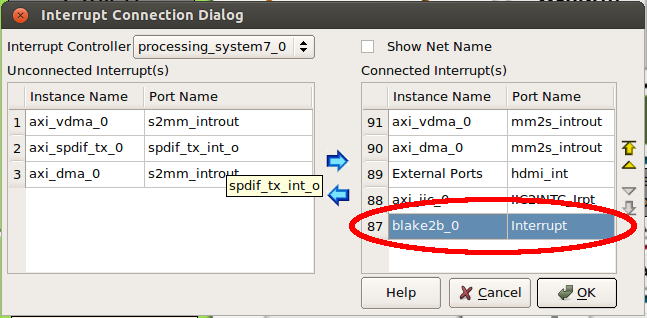 Interrupt Connection Dialog
Interrupt Controller processing_system7_0 Show Net Name
Unconnected Interrupt(s) Connected Interrupt(s)
Instance Name Port Name Instance Name Port Name
1 axi_vdma_0 s2mm_introut 91 axi_vdma_0 mm2s_introut
2 axi_spdif_tx_0 spdif_tx_int_o 90 axi_dma_0 mm2s_introut
3 axi_dma_0 s2mm_introut 89 External Ports hdmi_int
spdif_tx_int_o
88 axi_iic_0 IIC2INTC_Irpt
87 blake2b_0 Interrupt
Help Cancel OK